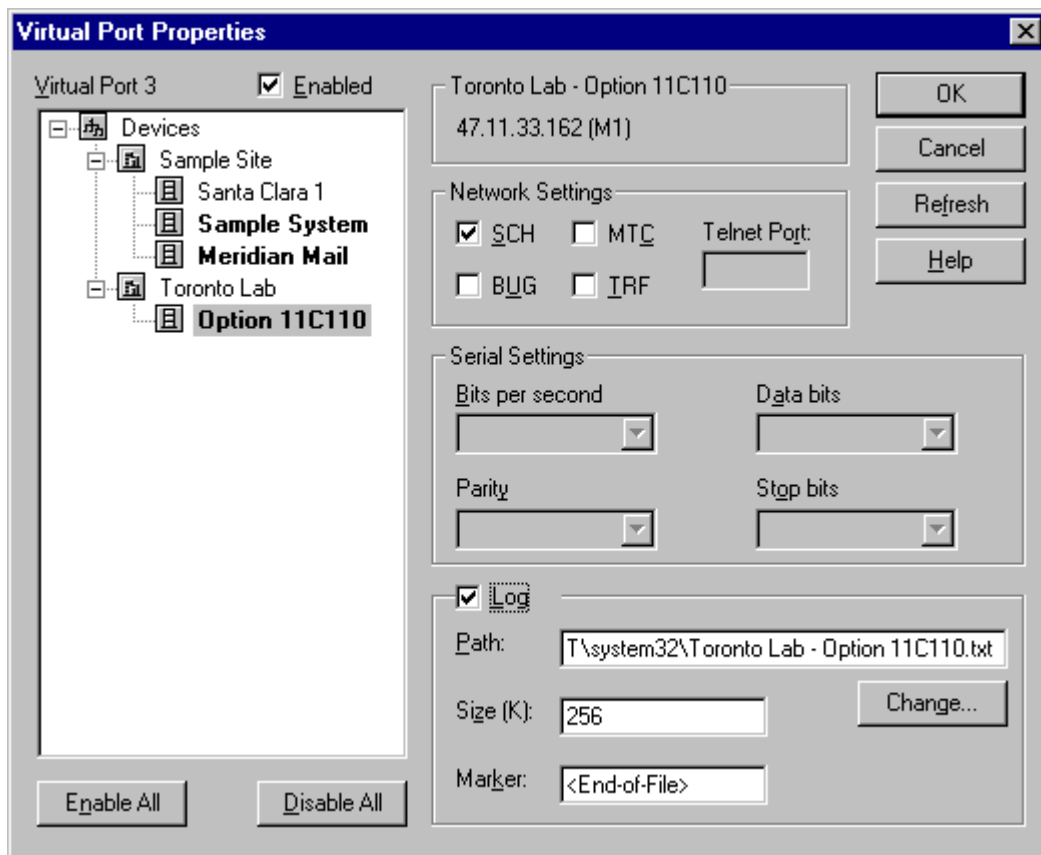 Virtual Port Properties
Virtual Port 3
Enabled
Devices
Sample Site
Santa Clara 1
Sample System
Meridian Mail
Toronto Lab
Option 11C110
Enable All
Disable All
Toronto Lab - Option 11C110
47.11.33.162 (M1)
Network Settings
SCH
MTC
Telnet Port:
BUG
TRF
Serial Settings
Bits per second
Data bits
Parity
Stop bits
Log
Path:
T\system32\Toronto Lab - Option 11C110.txt
Change...
Size (K):
256
Marker:
<End-of-File>
OK
Cancel
Refresh
Help